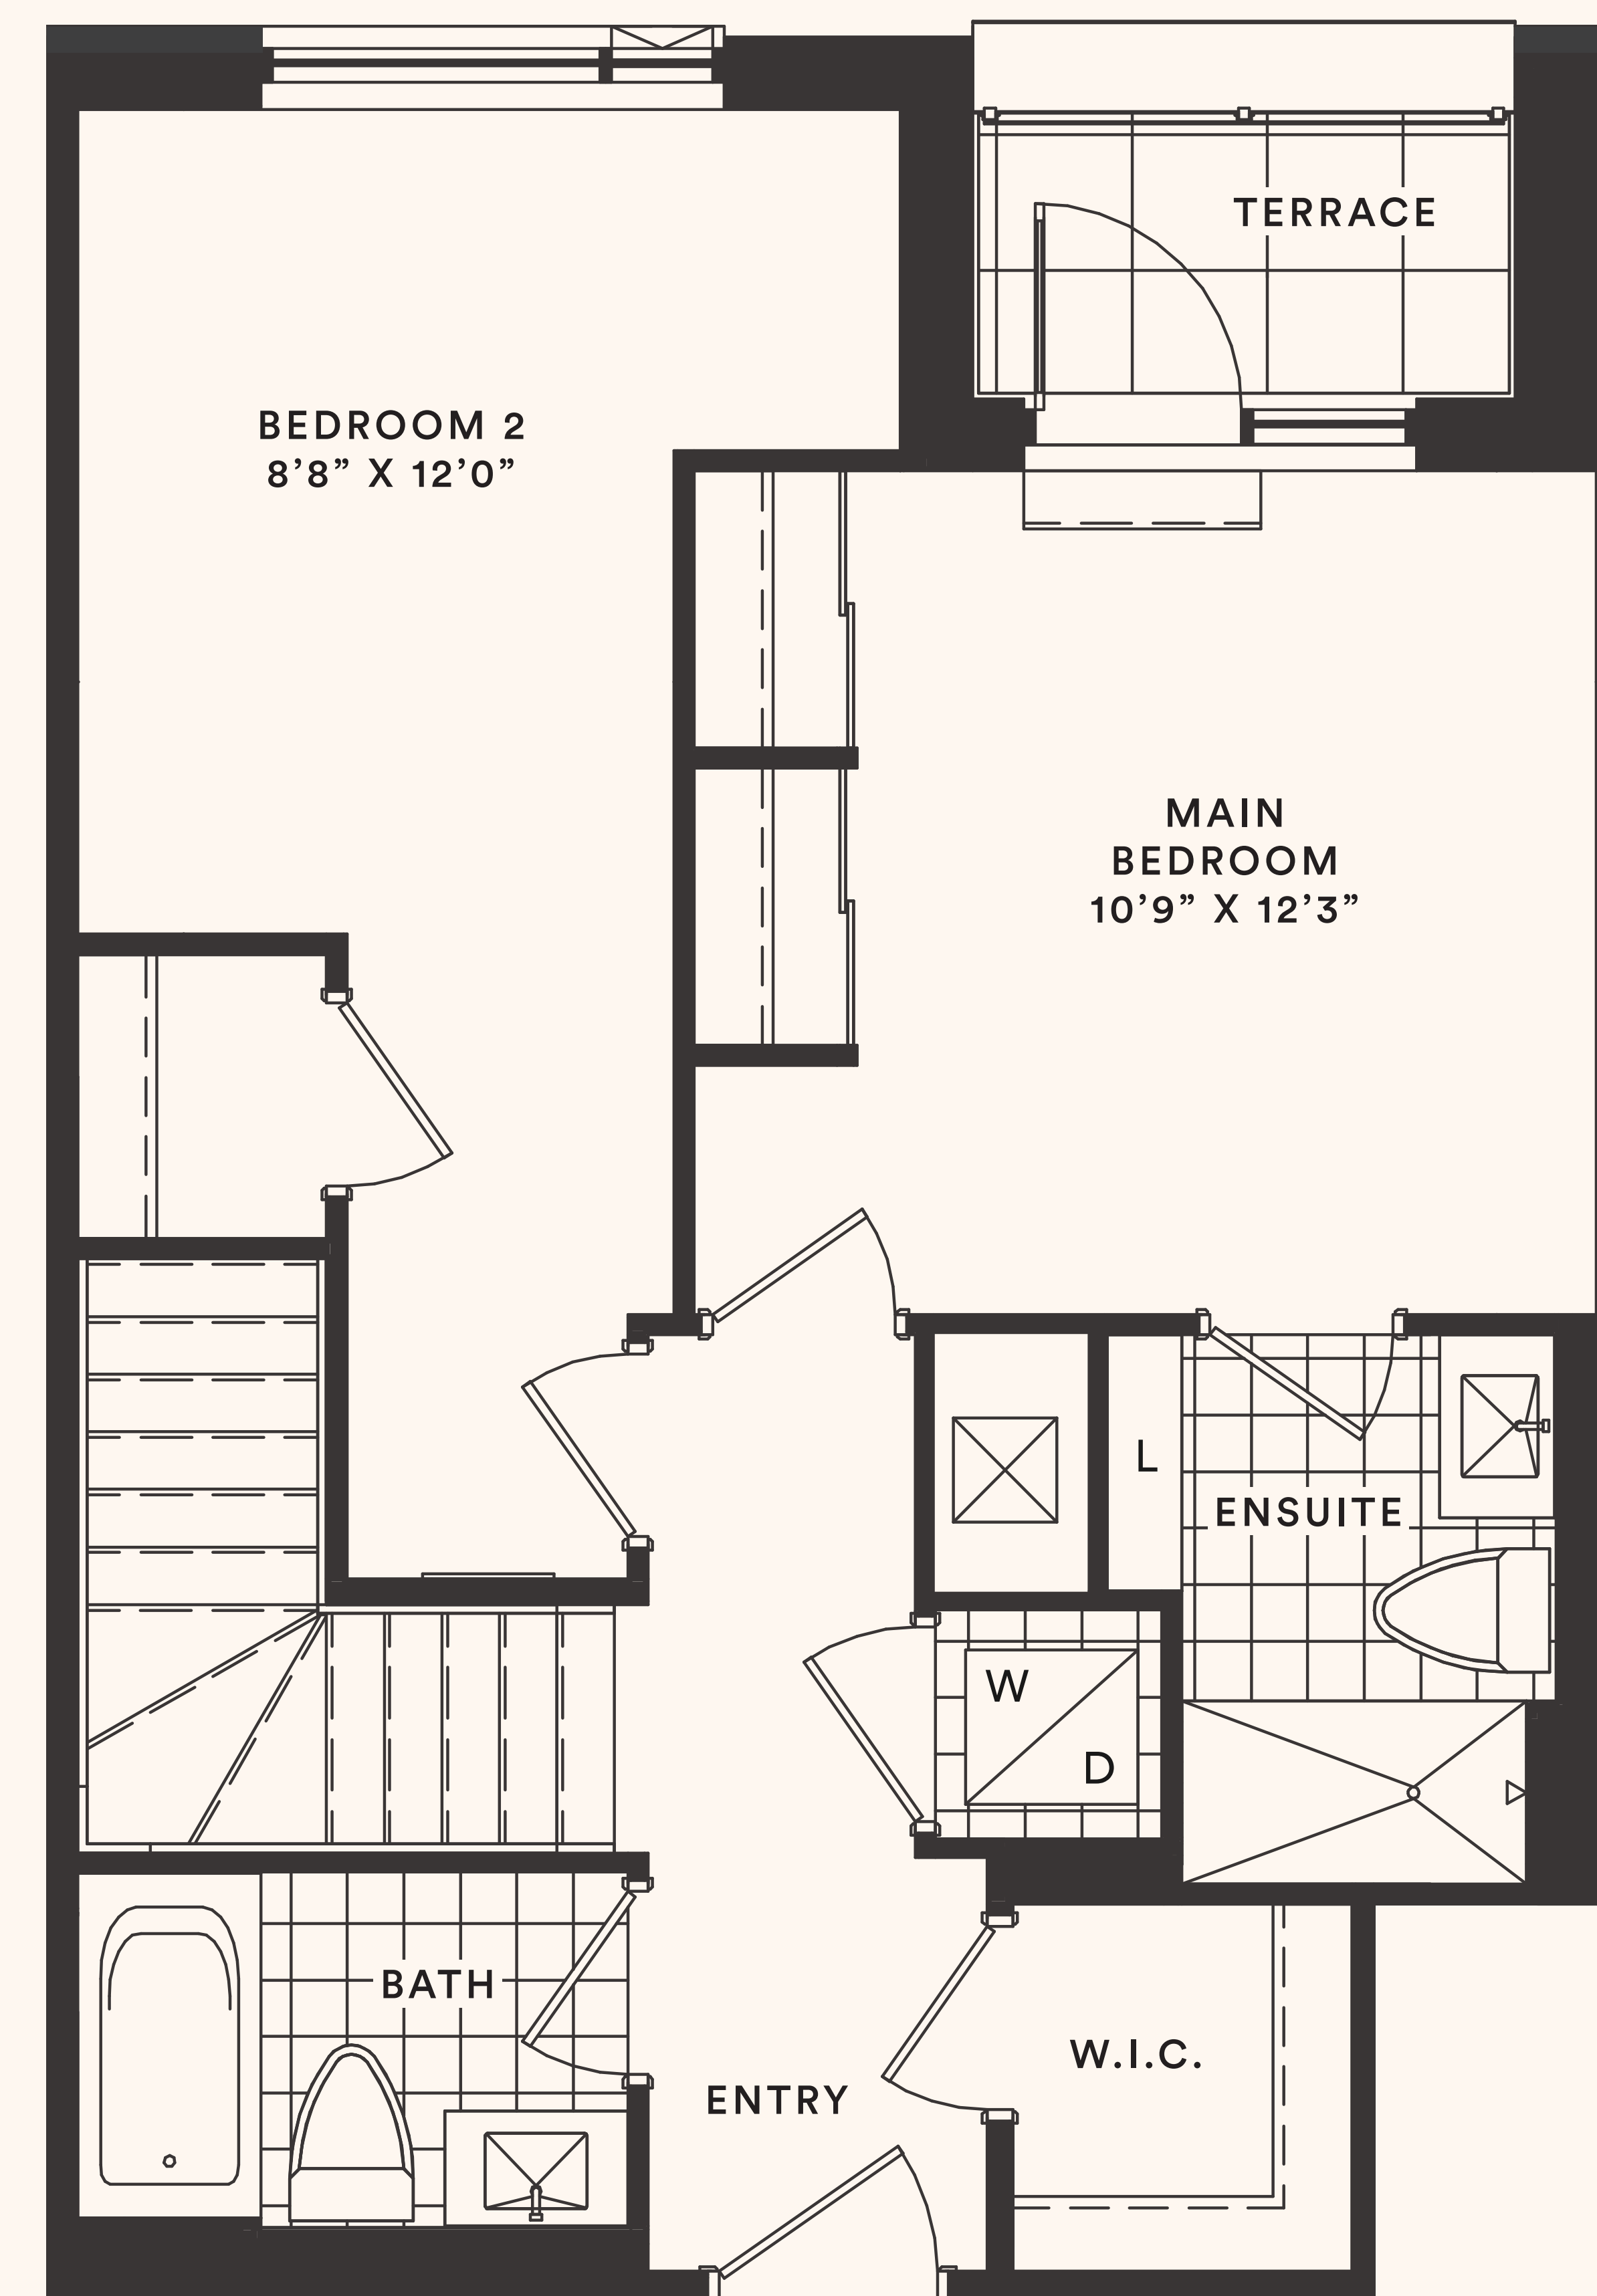 TERRACE
BEDROOM 2
8’8” X 12’0”
MAIN
BEDROOM
10’9” X 12’3”
L
ENSUITE
W
D
BATH
W.I.C.
ENTRY